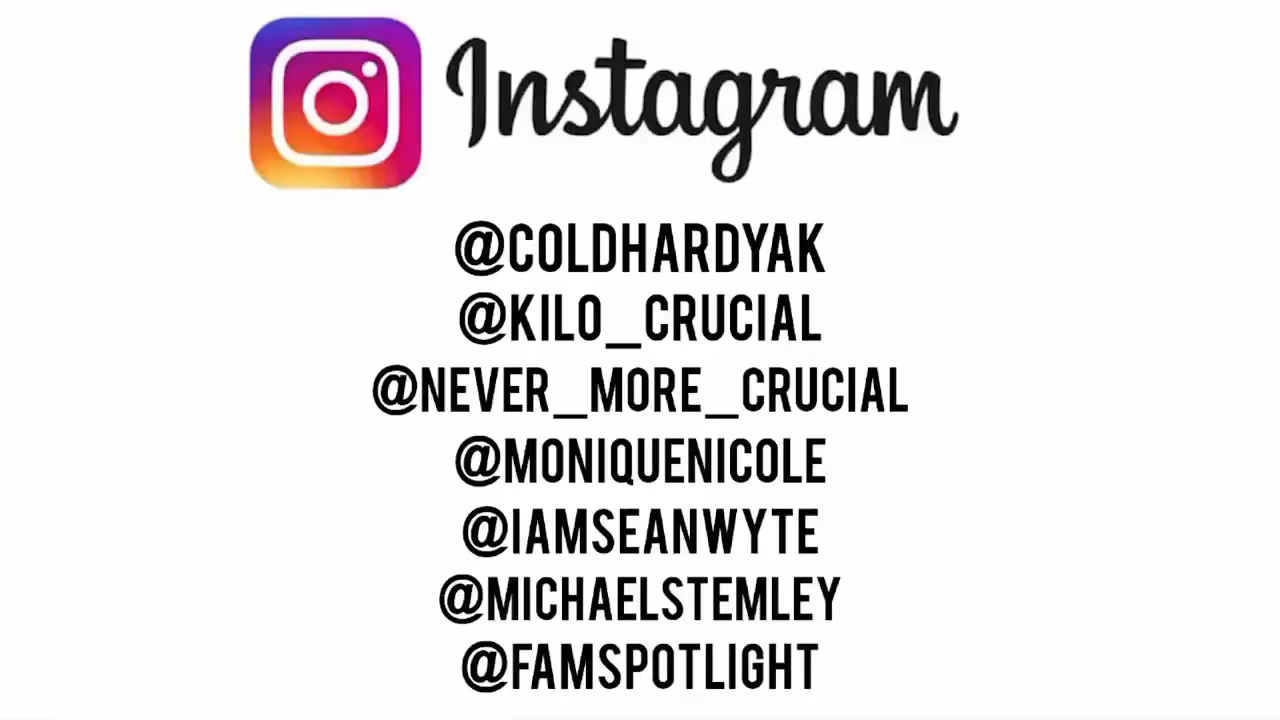 Instagram
@COLDHARDYAK
@KILO_CRUCIAL
@NEVER_MORE_CRUCIAL
@MONIQUENICOLE
@IAMSEANWYTE
@MICHAELSTEMLEY
@FAMSPOTLIGHT